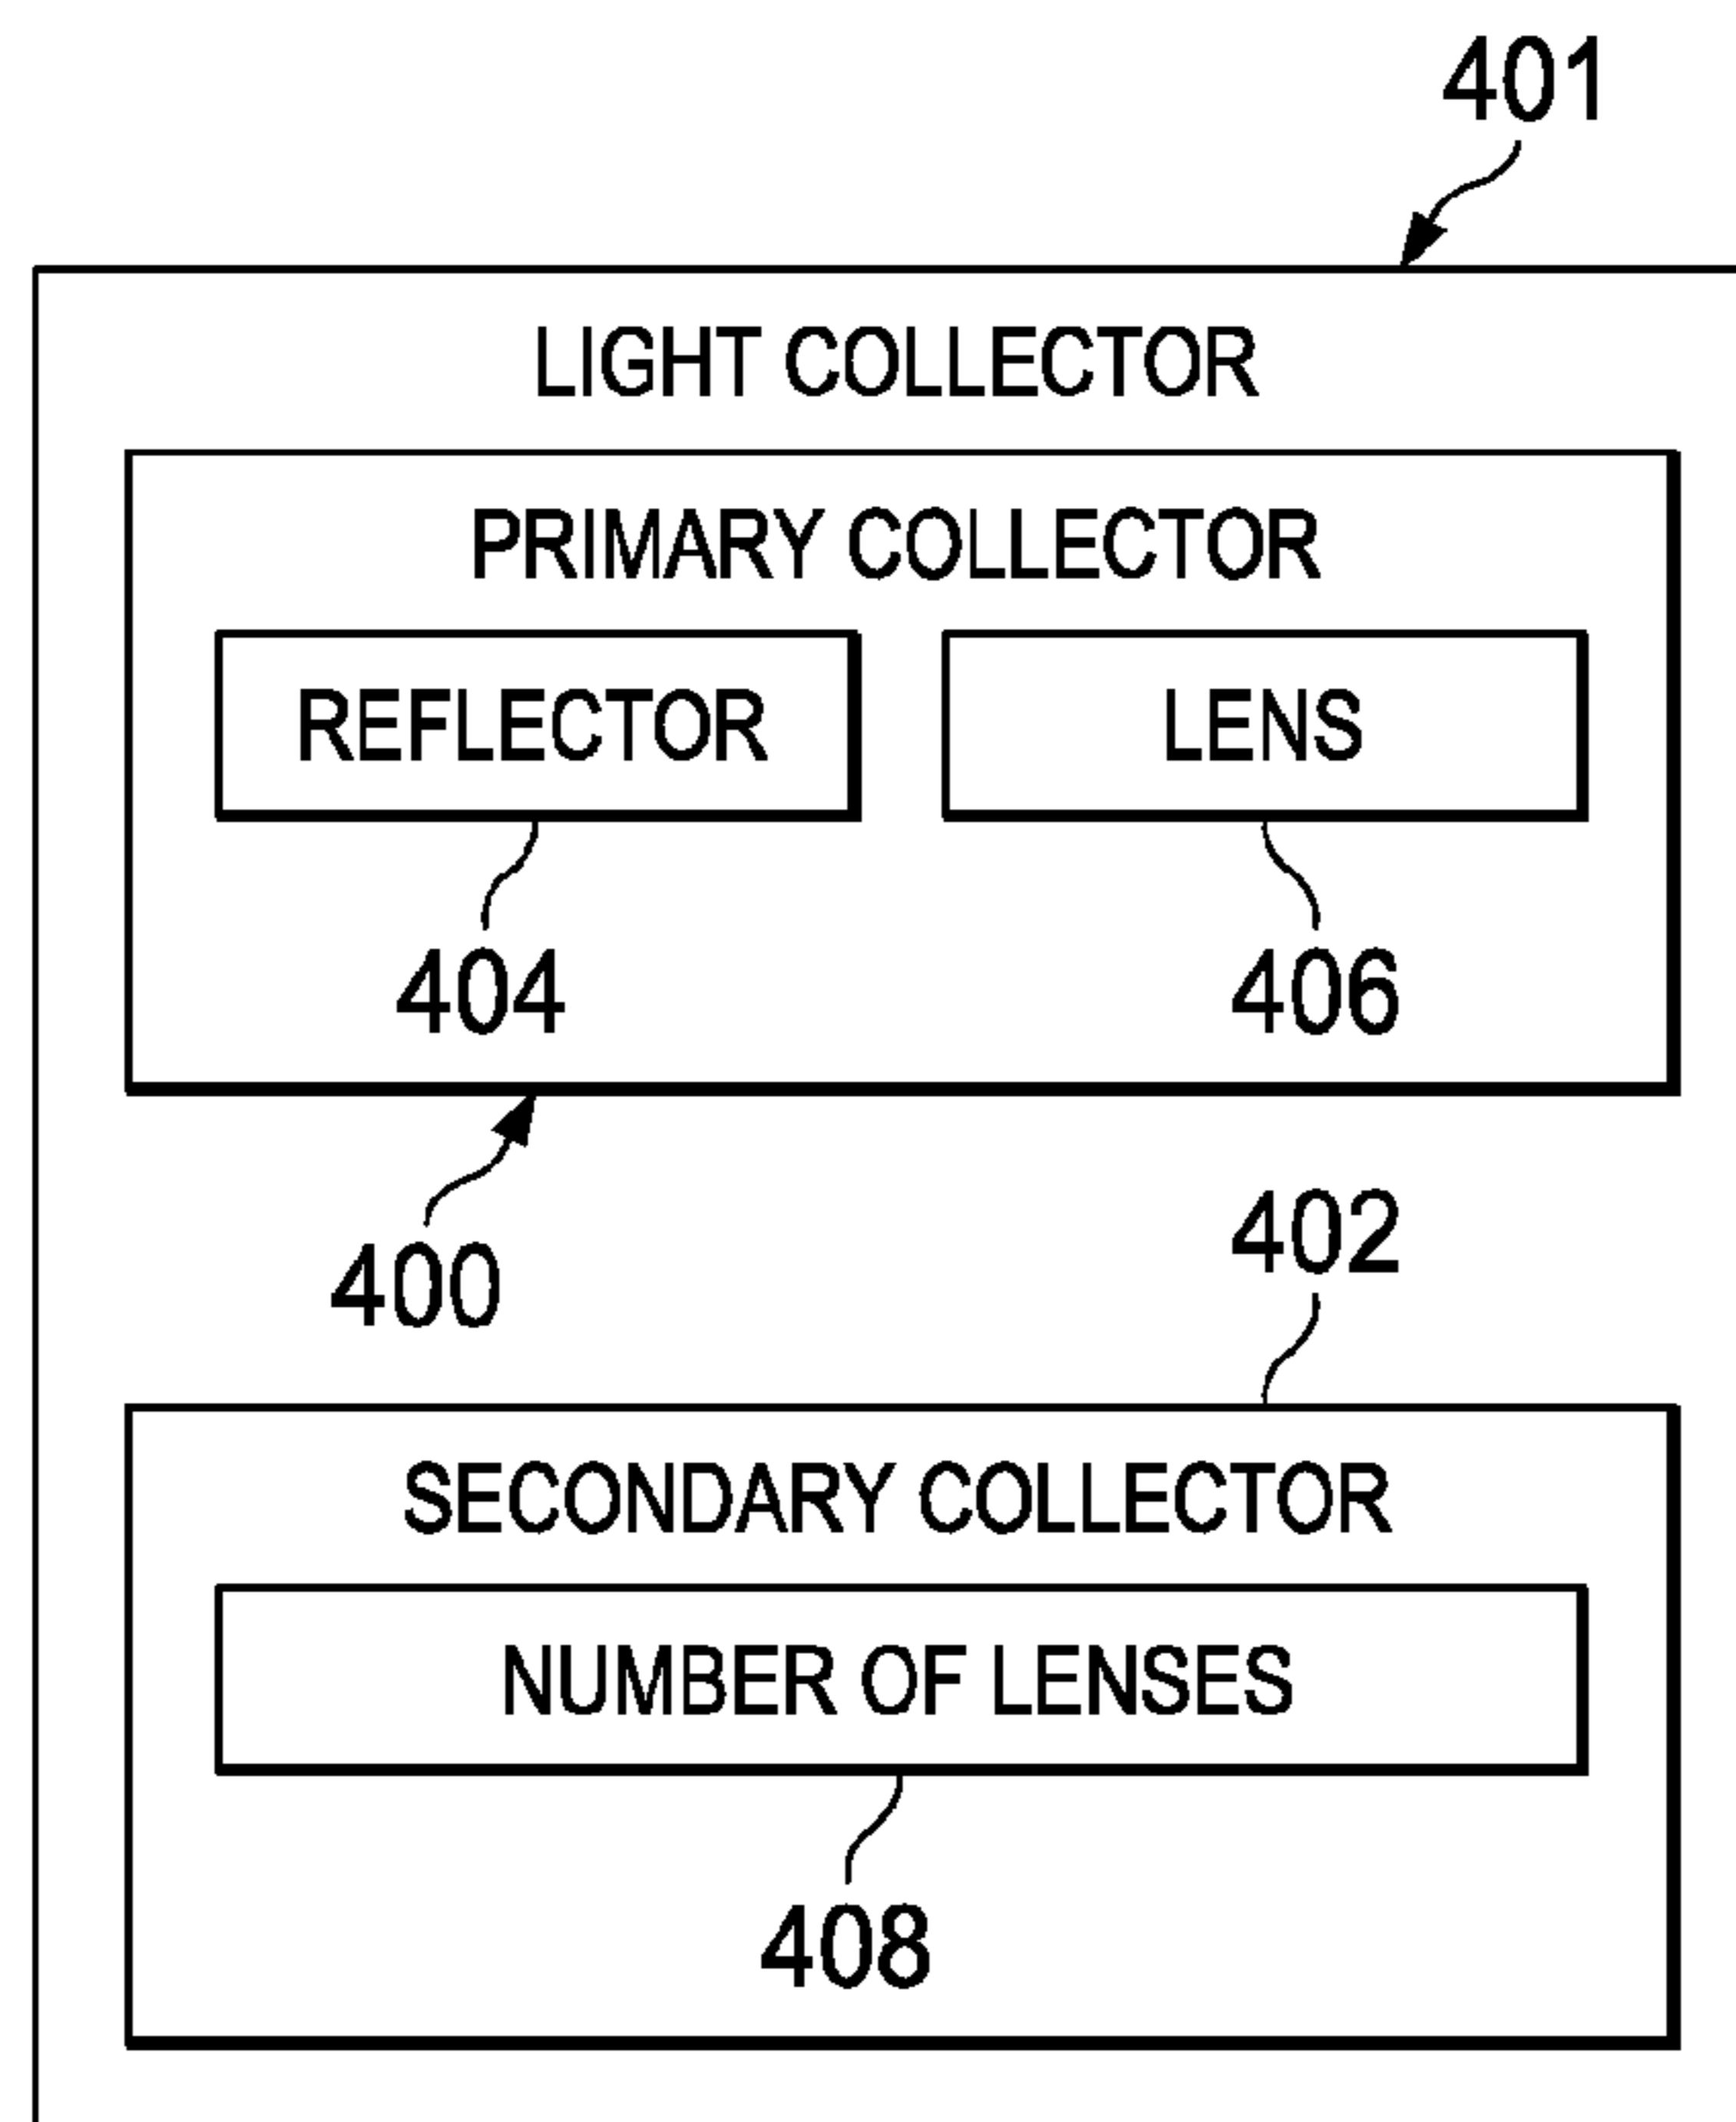 401
LIGHT COLLECTOR
PRIMARY COLLECTOR
REFLECTOR
LENS
404
406
400
402
SECONDARY COLLECTOR
NUMBER OF LENSES
408